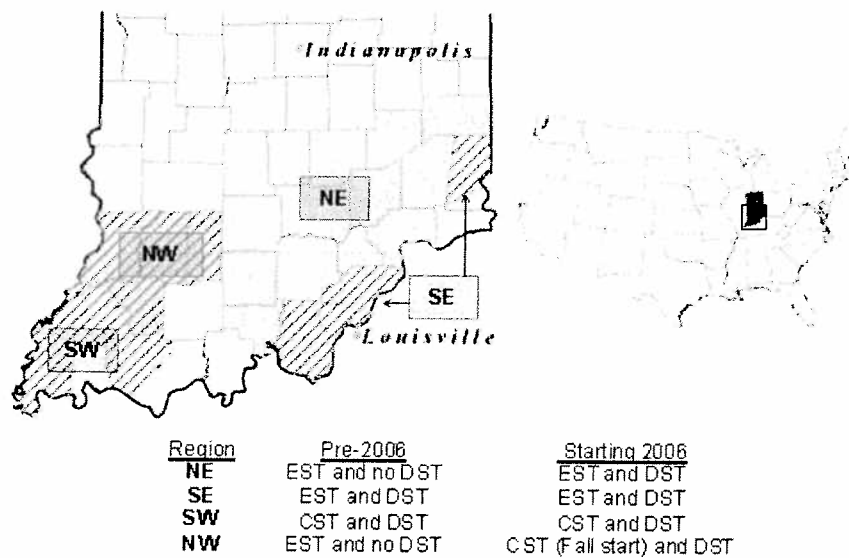 Indianapolis
NE
NW
SE
Louisville
SW
Region Pre-2006 Starting 2006
NE EST and no DST EST and DST
SE EST and DST EST and DST
SW CST and DST CST and DST
NW EST and no DST CST (Fall start) and DST